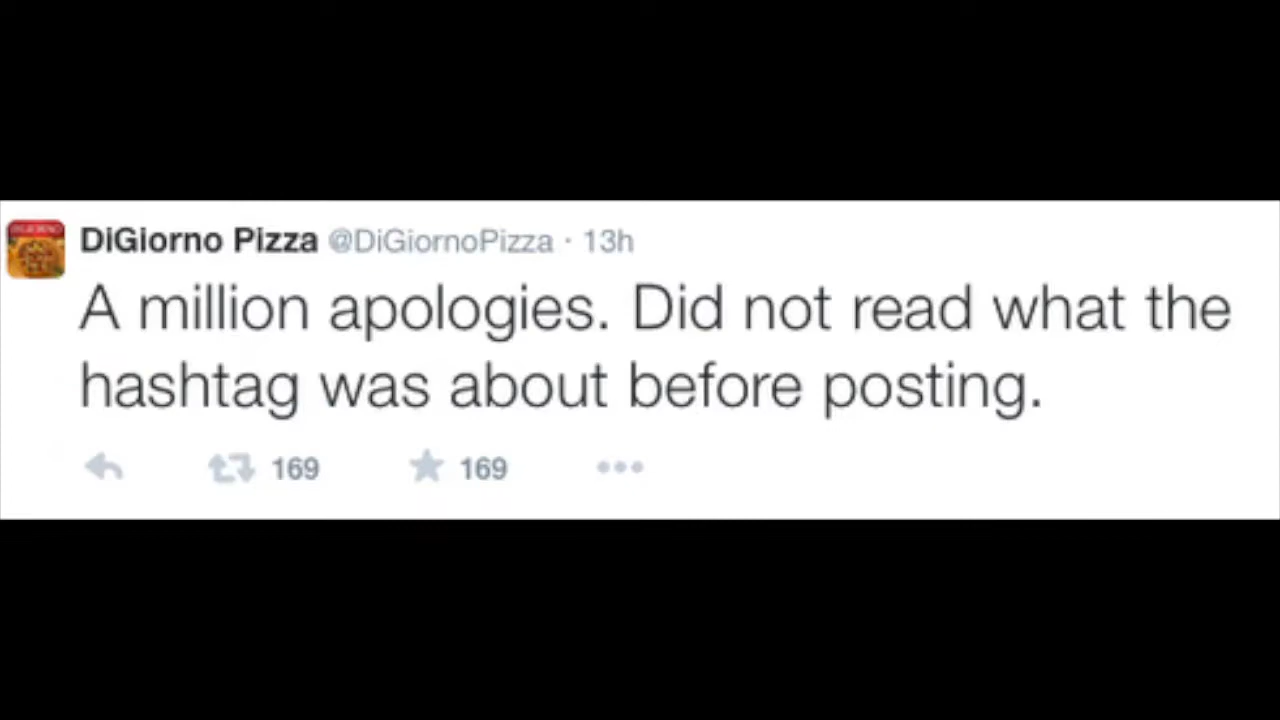 DiGiorno Pizza @DiGiornoPizza · 13h
A million apologies. Did not read what the
hashtag was about before posting.
169 169